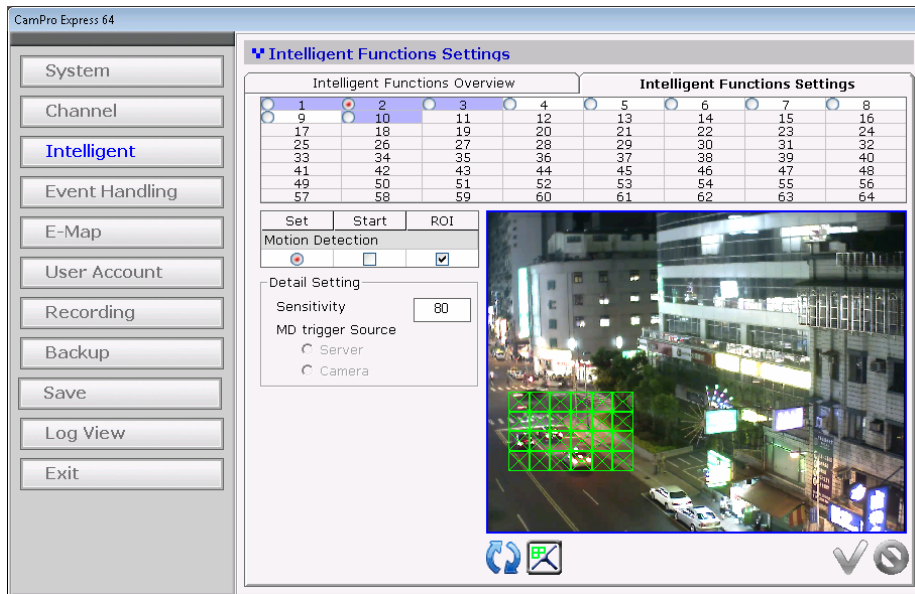 CamPro Express 64
Intelligent Functions Settings
System
Channel
Intelligent
Event Handling
E-Map
User Account
Recording
Backup
Save
Log View
Exit
Intelligent Functions Overview
Intelligent Functions Settings
1 2 3 4 5 6 7 8
9 10 11 12 13 14 15 16
17 18 19 20 21 22 23 24
25 26 27 28 29 30 31 32
33 34 35 36 37 38 39 40
41 42 43 44 45 46 47 48
49 50 51 52 53 54 55 56
57 58 59 60 61 62 63 64
Set Start ROI
Motion Detection
Detail Setting
Sensitivity 80
MD trigger Source
Server
Camera